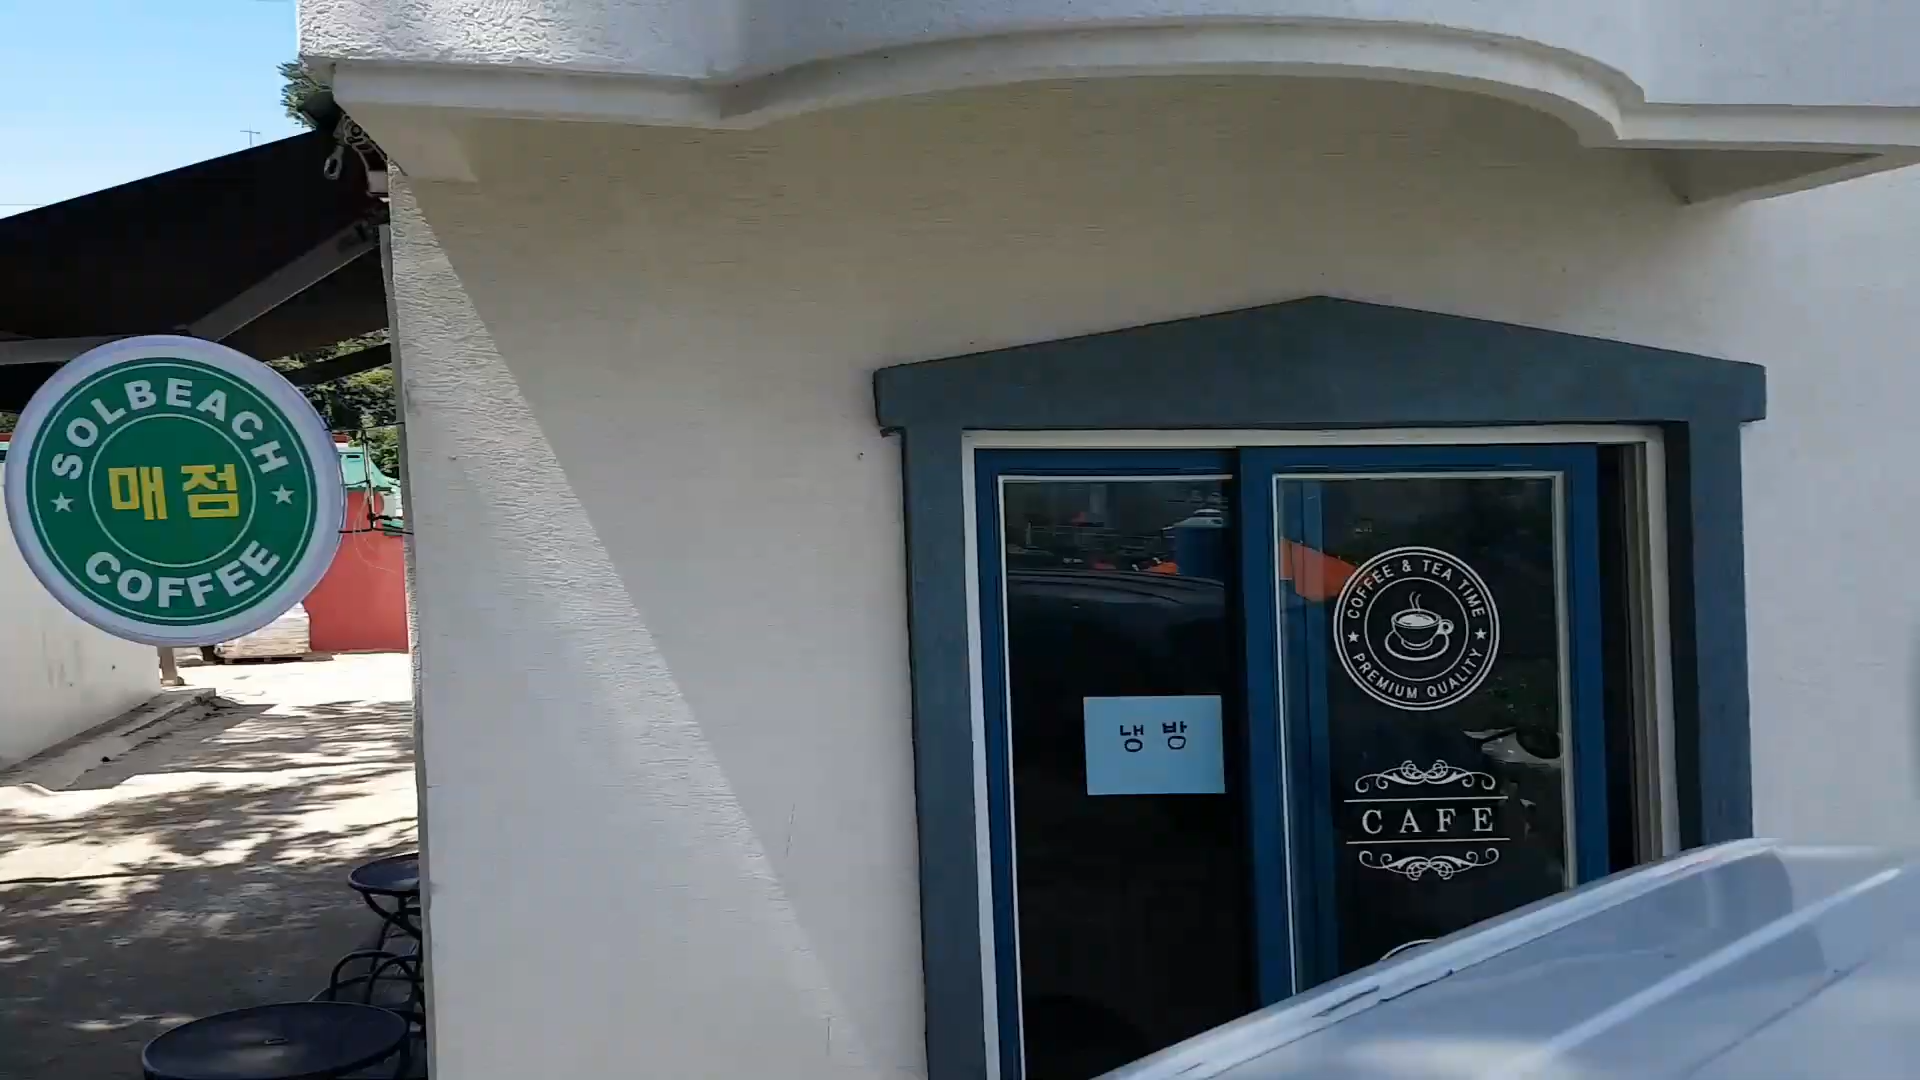 SOLBEACH
매점
COFFEE
냉방
COFFEE & TEA TIME
PREMIUM QUALITY
CAFE